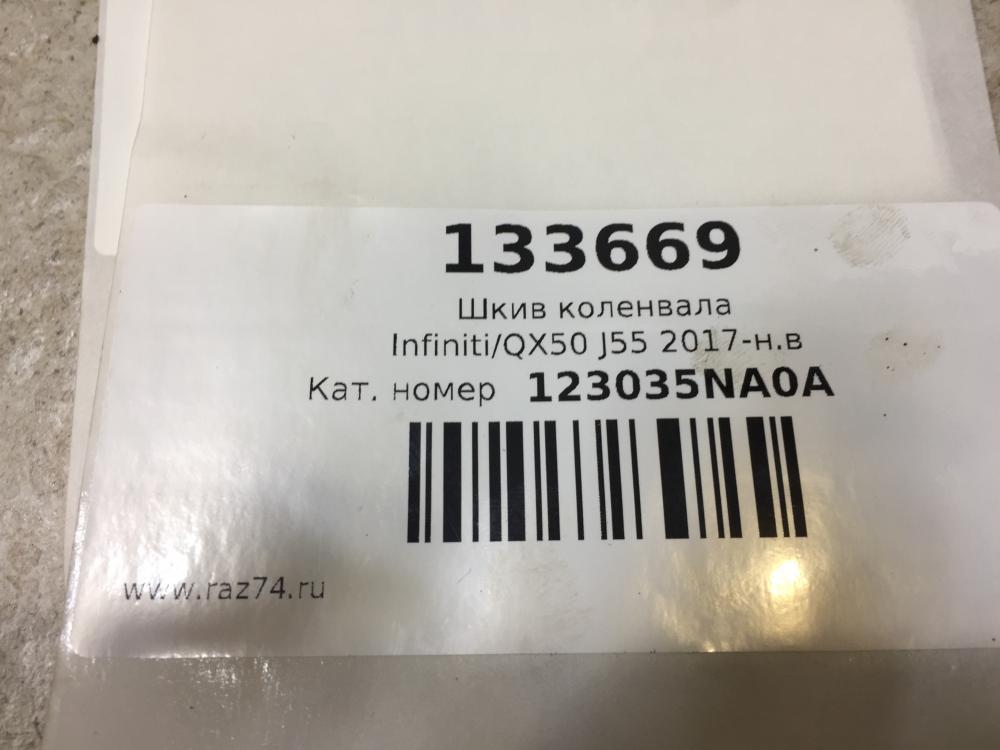 133669
Шкив коленвала
Infiniti/QX50 J55 2017-н.в
Кат. номер 123035NA0A
www.raz74.ru